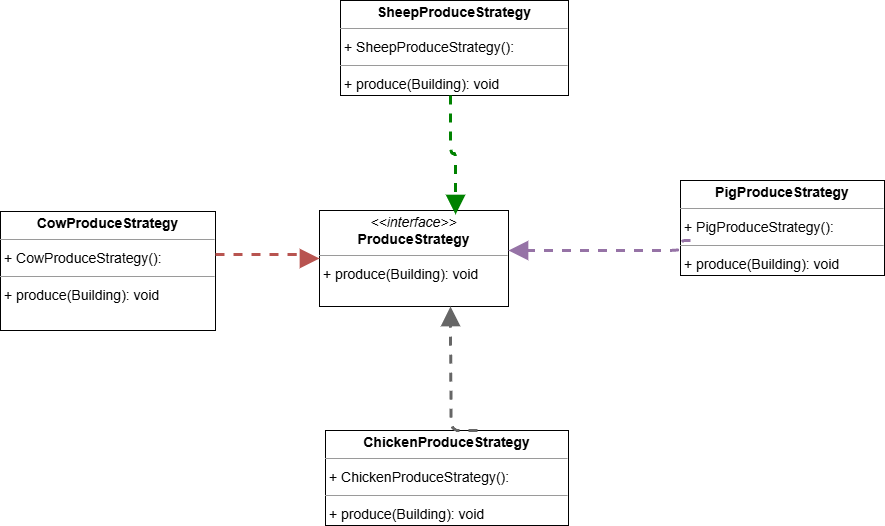 SheepProduceStrategy
+ SheepProduceStrategy():
+ produce(Building): void
PigProduceStrategy
+ PigProduceStrategy():
+ produce(Building): void
CowProduceStrategy
+ CowProduceStrategy():
+ produce(Building): void
<<interface>>
ProduceStrategy
+ produce(Building): void
ChickenProduceStrategy
+ ChickenProduceStrategy():
+ produce(Building): void